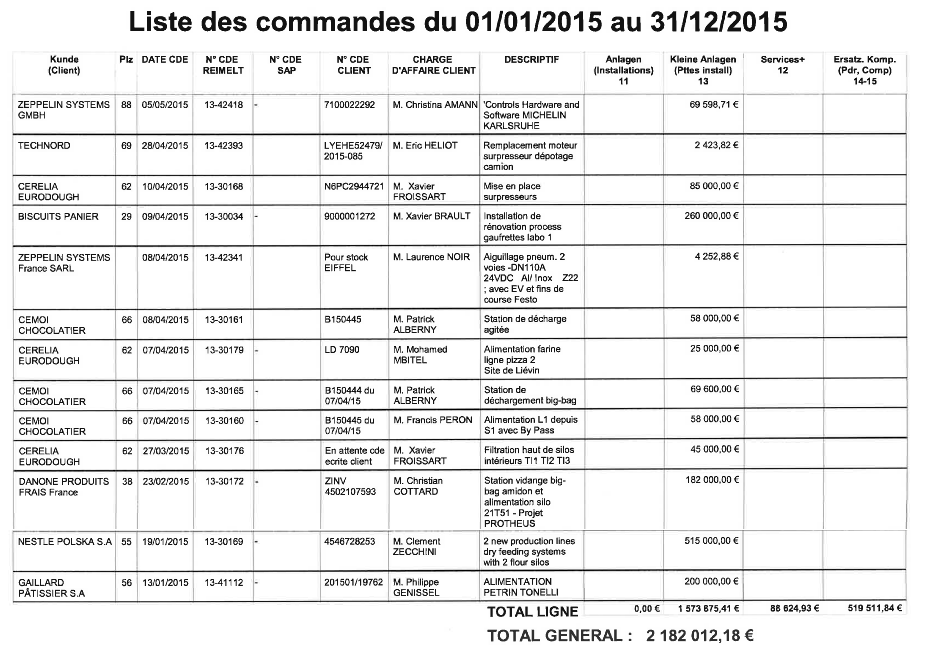 Liste des commandes du 01/01/2015 au 31/12/2015
Kunde (Client) Plz DATE CDE N° CDE REIMELT N° CDE SAP N° CDE CLIENT CHARGE D'AFFAIRE CLIENT DESCRIPTIF Anlagen (Installations) 11 Kleine Anlagen (Pttes install) 13 Services+ 12 Ersatz. Komp. (Pdr, Comp) 14-15
ZEPPELIN SYSTEMS 88 05/05/2015 13-42418 - 7100022292 M. Christina AMANN 'Controls Hardware and 69 598,71 €
GMBH Software MICHELIN
KARLSRUHE
TECHNORD 69 28/04/2015 13-42393 LYEHE52479/ M. Eric HELIOT Remplacement moteur 2 423,82 €
2015-085 surpresseur dépotage
camion
CERELIA 62 10/04/2015 13-30168 - N6PC2944721 M. Xavier Mise en place 85 000,00 €
EURODOUGH FROISSART surpresseurs
BISCUITS PANIER 29 09/04/2015 13-30034 - 9000001272 M. Xavier BRAULT Installation de 260 000,00 €
rénovation process
gaufrettes labo 1
ZEPPELIN SYSTEMS 08/04/2015 13-42341 Pour stock M. Laurence NOIR Aiguillage pneum. 2 4 252,88 €
France SARL EIFFEL voies -DN110A
24VDC Al/ Inox Z22
; avec EV et fins de
course Festo
CEMOI 66 08/04/2015 13-30161 B150445 M. Patrick Station de décharge 58 000,00 €
CHOCOLATIER ALBERNY agitée
CERELIA 62 07/04/2015 13-30179 - LD 7090 M. Mohamed Alimentation farine 25 000,00 €
EURODOUGH MBITEL ligne pizza 2
Site de Liévin
CEMOI 66 07/04/2015 13-30165 - B150444 du M. Patrick Station de 69 600,00 €
CHOCOLATIER 07/04/15 ALBERNY déchargement big-bag
CEMOI 66 07/04/2015 13-30160 - B150445 du M. Francis PERON Alimentation L1 depuis 58 000,00 €
CHOCOLATIER 07/04/15 S1 avec By Pass
CERELIA 62 27/03/2015 13-30176 - En attente cde M. Xavier Filtration haut de silos 45 000,00 €
EURODOUGH ecrite client FROISSART intérieurs TI1 TI2 TI3
DANONE PRODUITS 38 23/02/2015 13-30172 - ZINV M. Christian Station vidange big- 182 000,00 €
FRAIS France 4502107593 COTTARD bag amidon et
alimentation silo
21T51 - Projet
PROTHEUS
NESTLE POLSKA S.A 55 19/01/2015 13-30169 - 4546728253 M. Clement 2 new production lines 515 000,00 €
ZECCHINI dry feeding systems
with 2 flour silos
GAILLARD 56 13/01/2015 13-41112 - 201501/19762 M. Philippe ALIMENTATION 200 000,00 €
PÂTISSIER S.A GENISSEL PETRIN TONELLI
TOTAL LIGNE 0,00 € 1 573 875,41 € 88 624,93 € 519 511,84 €
TOTAL GENERAL : 2 182 012,18 €